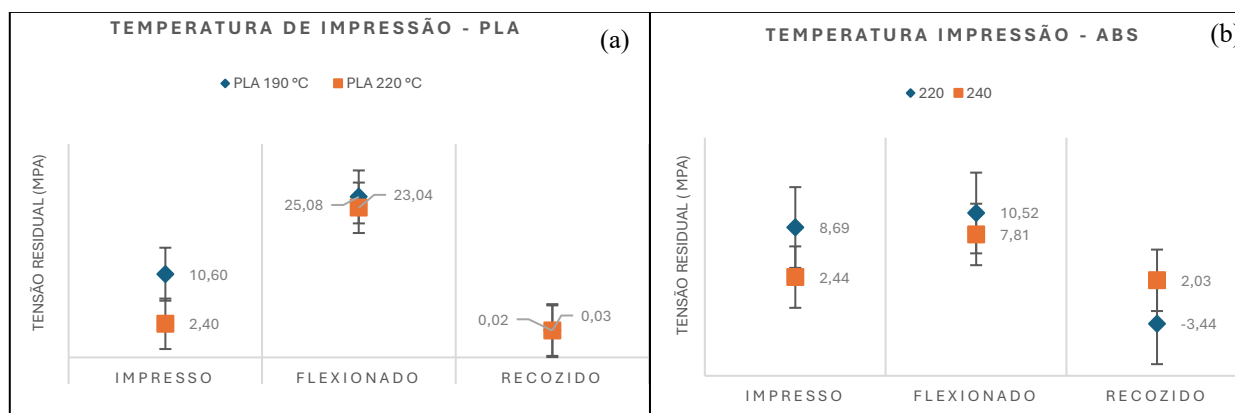 TEMPERATURA DE IMPRESSÃO - PLA
(a)
PLA 190 ºC PLA 220 ºC
TENSÃO RESIDUAL (MPA)
10,60
2,40
25,08
23,04
0,02
0,03
IMPRESSO FLEXIONADO RECOZIDO
TEMPERATURA IMPRESSÃO - ABS
(b)
220 240
TENSÃO RESIDUAL ( MPA)
8,69
2,44
10,52
7,81
2,03
-3,44
IMPRESSO FLEXIONADO RECOZIDO